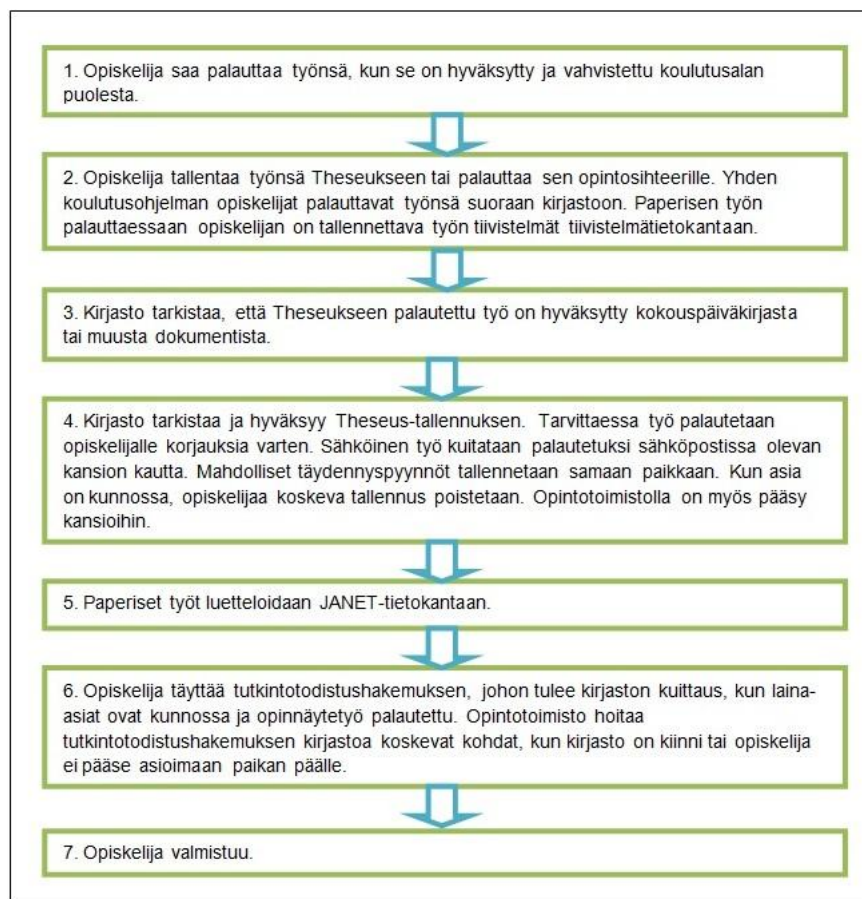 1. Opiskelija saa palauttaa työnsä, kun se on hyväksytty ja vahvistettu koulutusalan
puolesta.
2. Opiskelija tallentaa työnsä Theseukseen tai palauttaa sen opintosihteerille. Yhden
koulutusohjelman opiskelijat palauttavat työnsä suoraan kirjastoon. Paperisen työn
palauttaessaan opiskelijan on tallennettava työn tiivistelmät tiivistelmätietokantaan.
3. Kirjasto tarkistaa, että Theseukseen palautettu työ on hyväksytty kokouspäiväkirjasta
tai muusta dokumentista.
4. Kirjasto tarkistaa ja hyväksyy Theseus-tallennuksen. Tarvittaessa työ palautetaan
opiskelijalle korjauksia varten. Sähköinen työ kuitataan palautetuksi sähköpostissa olevan
kansion kautta. Mahdolliset täydennyspyynnöt tallennetaan samaan paikkaan. Kun asia
on kunnossa, opiskelijaa koskeva tallennus poistetaan. Opintotoimistolla on myös pääsy
kansioihin.
5. Paperiset työt luetteloidaan JANET-tietokantaan.
6. Opiskelija täyttää tutkintotodistushakemuksen, johon tulee kirjaston kuittaus, kun laina-
asiat ovat kunnossa ja opinnäytetyö palautettu. Opintotoimisto hoitaa
tutkintotodistushakemuksen kirjastoa koskevat kohdat, kun kirjasto on kiinni tai opiskelija
ei pääse asioimaan paikan päälle.
7. Opiskelija valmistuu.